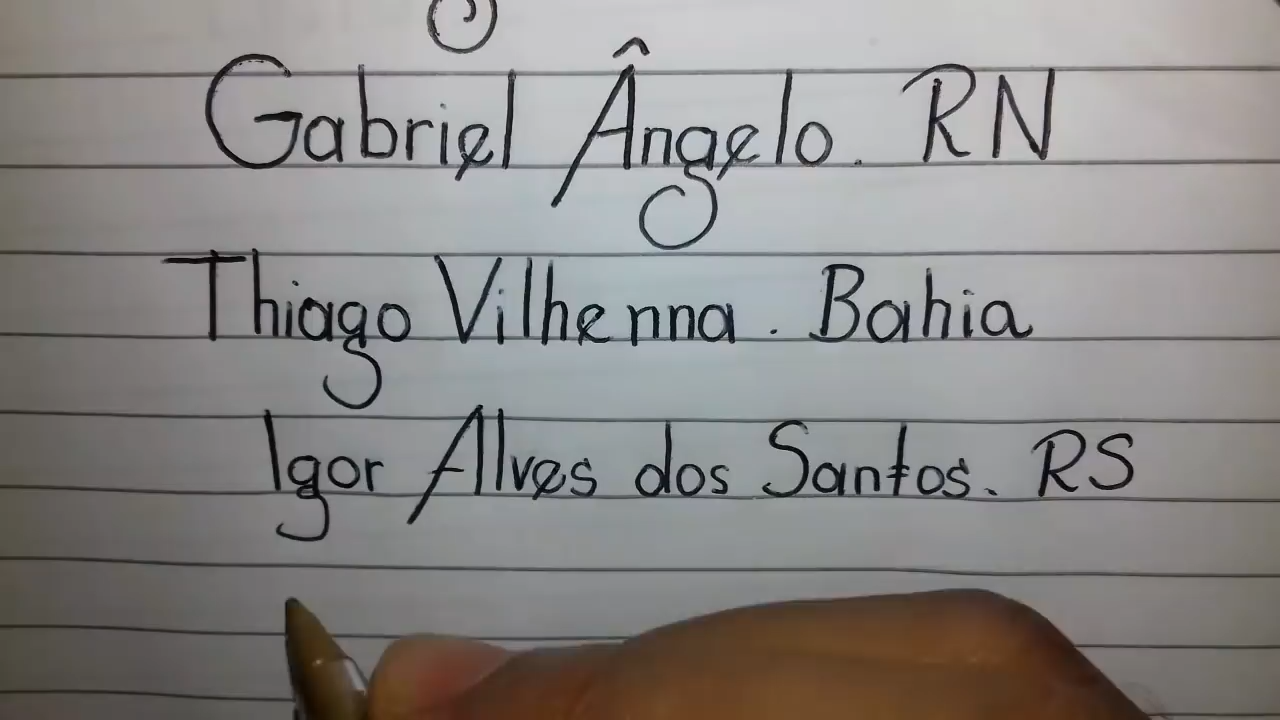 Gabriel Ângelo. RN
Thiago Vilhenna. Bahia
Igor Alves dos Santos. RS